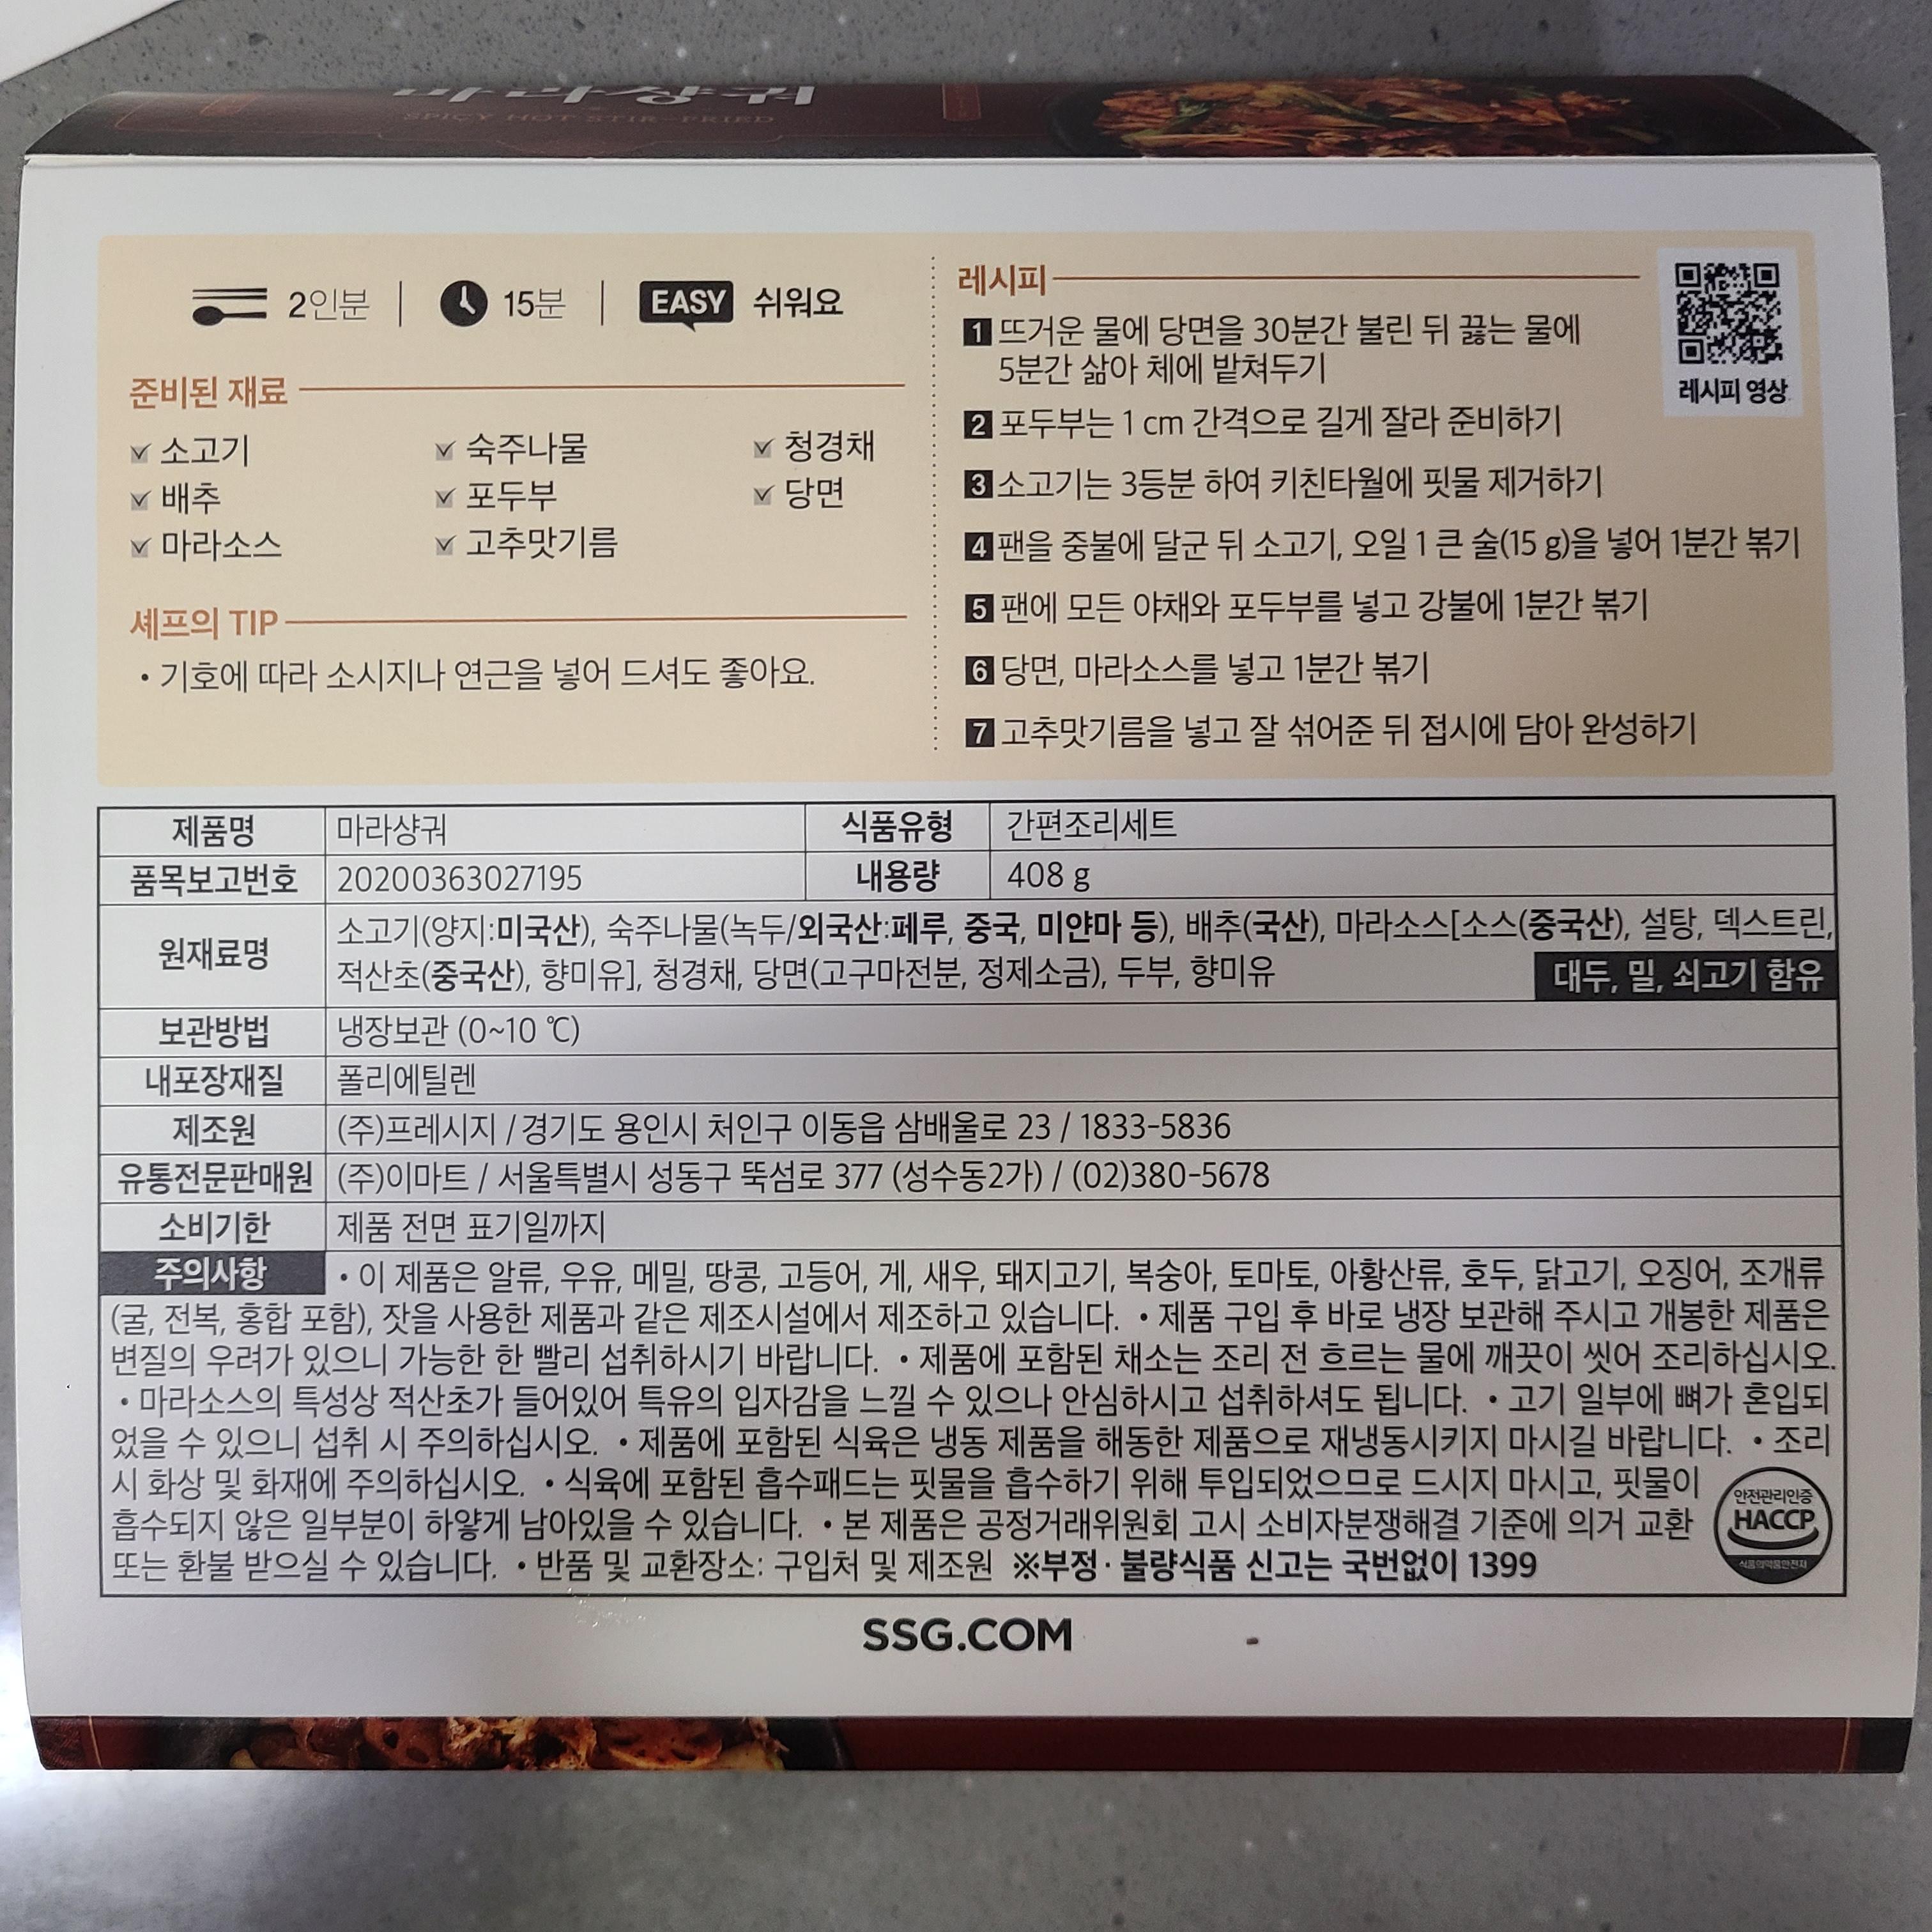 마라샹궈
SPICY HOT STIR-FRIED
2인분
15분
EASY 쉬워요
준비된 재료
소고기 숙주나물 청경채
배추 포두부 당면
마라소스 고추맛기름
셰프의 TIP
• 기호에 따라 소시지나 연근을 넣어 드셔도 좋아요.
레시피
레시피 영상
1 뜨거운 물에 당면을 30분간 불린 뒤 끓는 물에
5분간 삶아 체에 밭쳐두기
2 포두부는 1 cm 간격으로 길게 잘라 준비하기
3 소고기는 3등분 하여 키친타월에 핏물 제거하기
4 팬을 중불에 달군 뒤 소고기, 오일 1 큰 술(15 g)을 넣어 1분간 볶기
5 팬에 모든 야채와 포두부를 넣고 강불에 1분간 볶기
6 당면, 마라소스를 넣고 1분간 볶기
7 고추맛기름을 넣고 잘 섞어준 뒤 접시에 담아 완성하기
제품명 마라샹궈 식품유형 간편조리세트
품목보고번호 20200363027195 내용량 408 g
원재료명 소고기(양지:미국산), 숙주나물(녹두/외국산:페루, 중국, 미얀마 등), 배추(국산), 마라소스[소스(중국산), 설탕, 덱스트린,
적산초(중국산), 향미유], 청경채, 당면(고구마전분, 정제소금), 두부, 향미유 대두, 밀, 쇠고기 함유
보관방법 냉장보관 (0~10 ℃)
내포장재질 폴리에틸렌
제조원 (주)프레시지 / 경기도 용인시 처인구 이동읍 삼배울로 23 / 1833-5836
유통전문판매원 (주)이마트 / 서울특별시 성동구 뚝섬로 377 (성수동2가) / (02)380-5678
소비기한 제품 전면 표기일까지
주의사항 • 이 제품은 알류, 우유, 메밀, 땅콩, 고등어, 게, 새우, 돼지고기, 복숭아, 토마토, 아황산류, 호두, 닭고기, 오징어, 조개류
(굴, 전복, 홍합 포함), 잣을 사용한 제품과 같은 제조시설에서 제조하고 있습니다. • 제품 구입 후 바로 냉장 보관해 주시고 개봉한 제품은
변질의 우려가 있으니 가능한 한 빨리 섭취하시기 바랍니다. • 제품에 포함된 채소는 조리 전 흐르는 물에 깨끗이 씻어 조리하십시오.
• 마라소스의 특성상 적산초가 들어있어 특유의 입자감을 느낄 수 있으나 안심하시고 섭취하셔도 됩니다. • 고기 일부에 뼈가 혼입되
었을 수 있으니 섭취 시 주의하십시오. • 제품에 포함된 식육은 냉동 제품을 해동한 제품으로 재냉동시키지 마시길 바랍니다. • 조리
시 화상 및 화재에 주의하십시오. • 식육에 포함된 흡수패드는 핏물을 흡수하기 위해 투입되었으므로 드시지 마시고, 핏물이
흡수되지 않은 일부분이 하얗게 남아있을 수 있습니다. • 본 제품은 공정거래위원회 고시 소비자분쟁해결 기준에 의거 교환
또는 환불 받으실 수 있습니다. • 반품 및 교환장소: 구입처 및 제조원 ※부정 · 불량식품 신고는 국번없이 1399
안전관리인증
HACCP
식품의약품안전처
SSG.COM